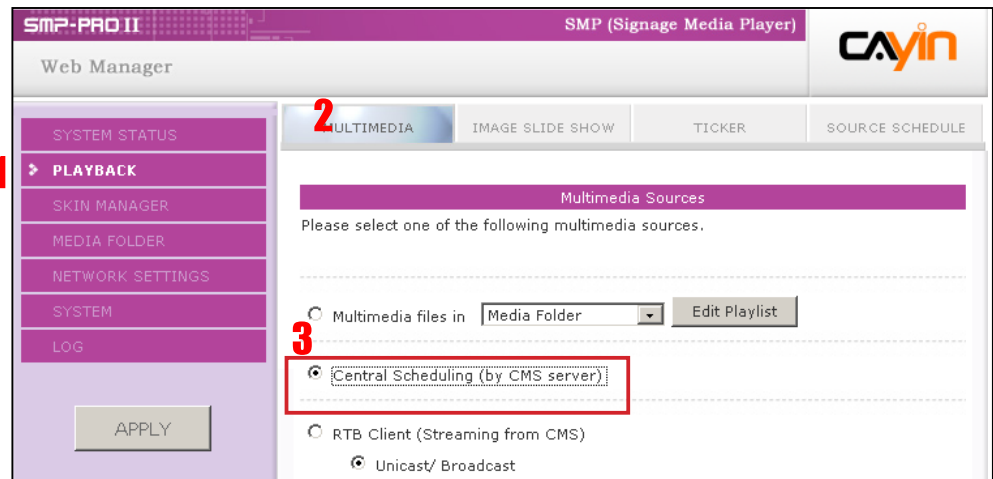 SMP-PRO II
SMP (Signage Media Player)
CAYIN
Web Manager
SYSTEM STATUS
1
PLAYBACK
SKIN MANAGER
MEDIA FOLDER
NETWORK SETTINGS
SYSTEM
LOG
APPLY
2
MULTIMEDIA
IMAGE SLIDE SHOW
TICKER
SOURCE SCHEDULE
Multimedia Sources
Please select one of the following multimedia sources.
Multimedia files in Media Folder Edit Playlist
3
Central Scheduling (by CMS server)
RTB Client (Streaming from CMS)
Unicast/ Broadcast